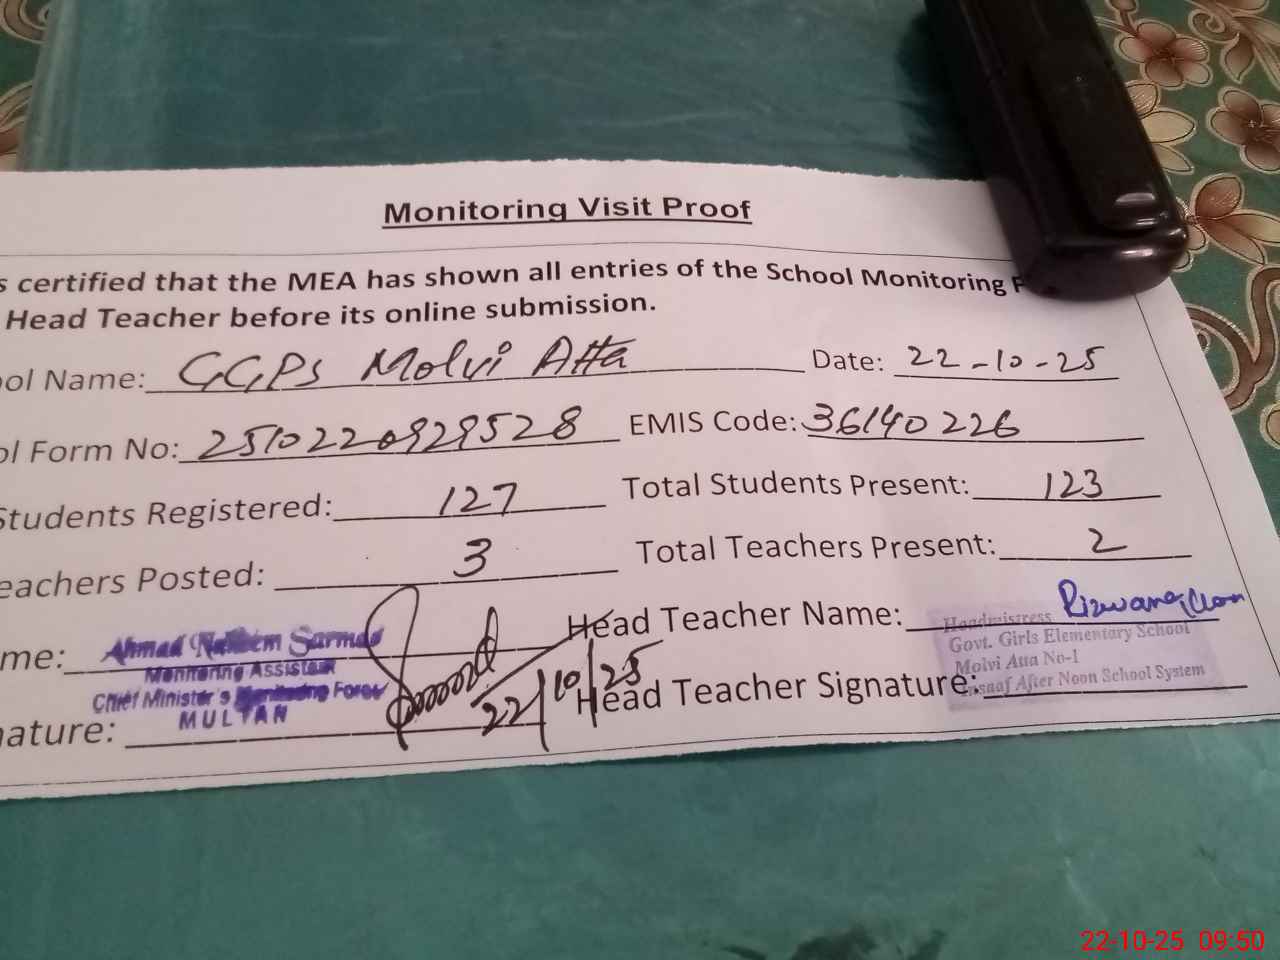 Monitoring Visit Proof
s certified that the MEA has shown all entries of the School Monitoring F
Head Teacher before its online submission.
ol Name: GGPS Molvi Atta Date: 22-10-25
ol Form No: 2510220929528 EMIS Code: 36140226
Students Registered: 127 Total Students Present: 123
eachers Posted: 3 Total Teachers Present: 2
me: Ahmad Sarmad Head Teacher Name:
Monitoring Assistant
Chief Minister's Monitoring Force
MULTAN
22/10/25
Headmistress
Govt. Girls Elementary School
Molvi Atta No-1
Insaaf After Noon School System
ature: Head Teacher Signature:
22-10-25 09:50